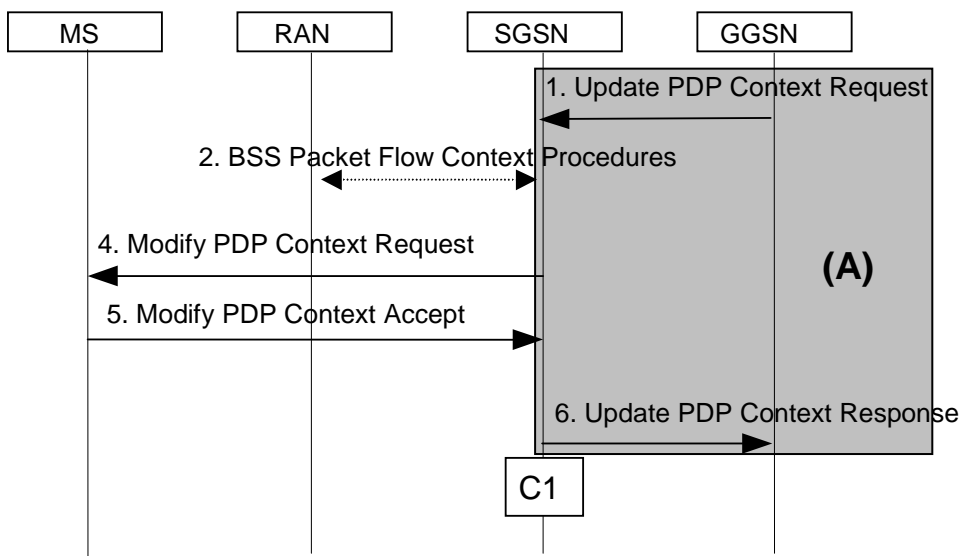 MS
RAN
SGSN
GGSN
1. Update PDP Context Request
2. BSS Packet Flow Context Procedures
4. Modify PDP Context Request
(A)
5. Modify PDP Context Accept
6. Update PDP Context Response
C1